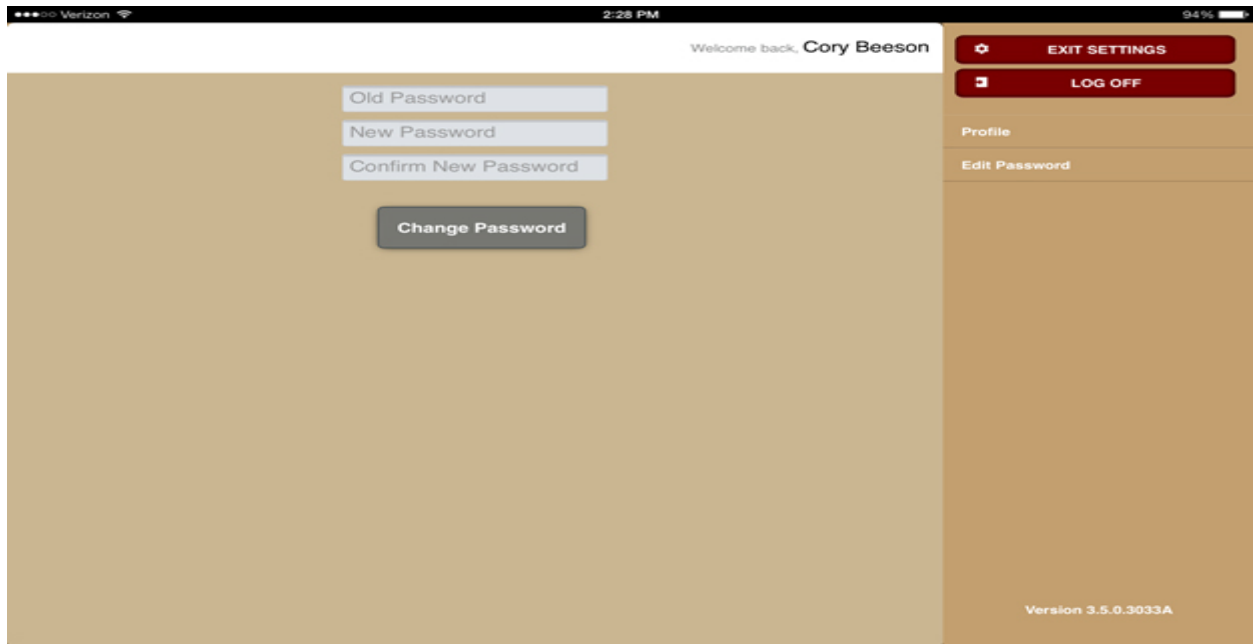 Verizon 2:28 PM 94%
Welcome back, Cory Beeson
EXIT SETTINGS
LOG OFF
Profile
Edit Password
Old Password
New Password
Confirm New Password
Change Password
Version 3.5.0.3033A